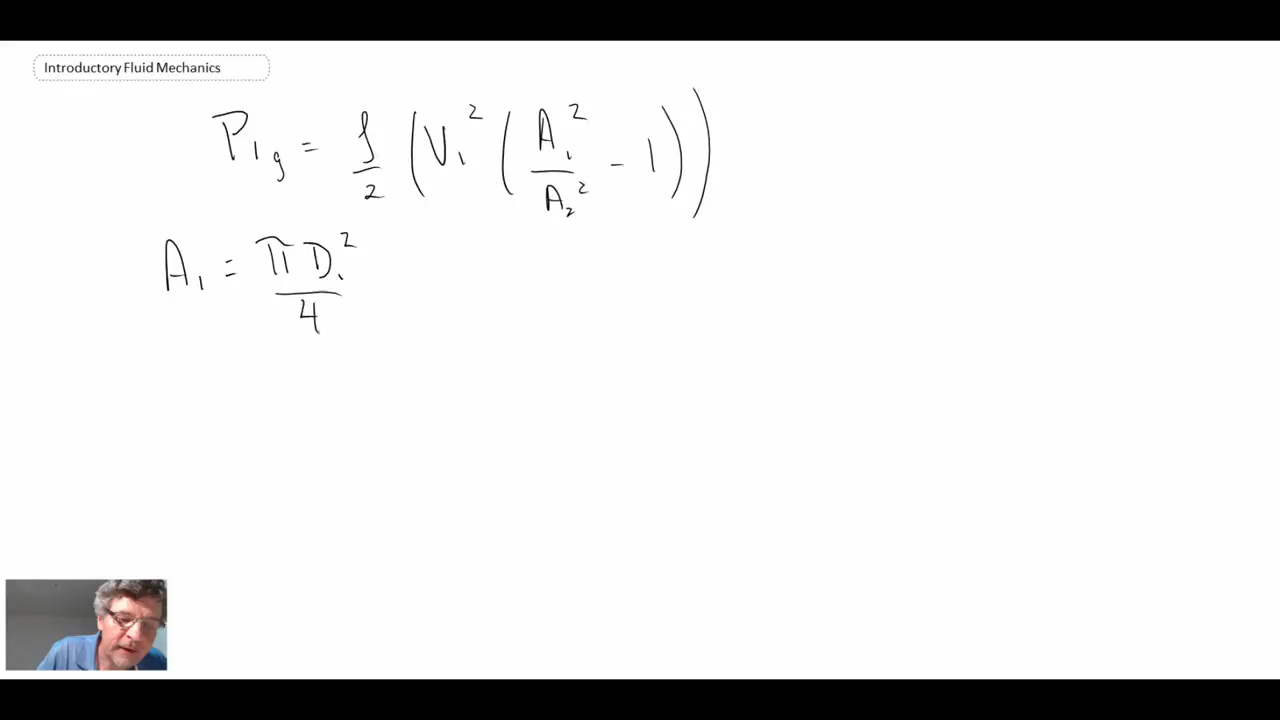 Introductory Fluid Mechanics
P₁g = ρ/2 (V₁² (A₁²/A₂² - 1))
A₁ = πD₁²/4